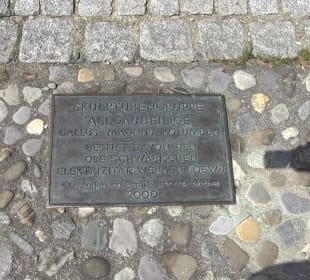 SKULPTURENGRUPPE
ALLGÄUHEILIGE
GALLUS - MAGNUS - KOLUMBAN
GESTIFTET VON DEN
OBERSCHWÄBISCHEN
ELEKTRIZITÄTSWERKEN (OEW)
2000